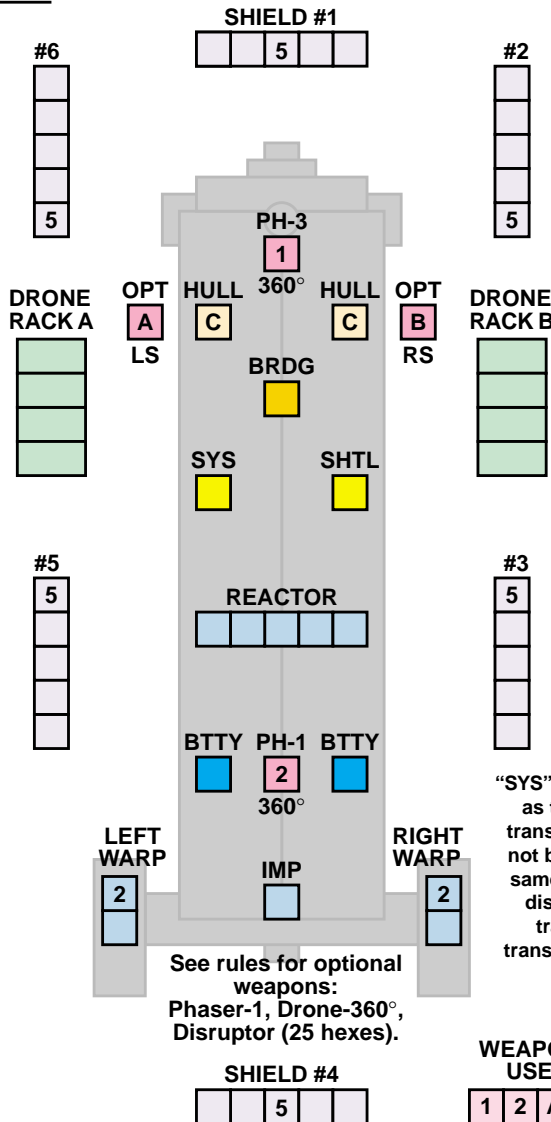 SHIELD #1
5
#6
#2
5
5
PH-3
1
360°
DRONE
RACK A
OPT
A
LS
HULL
C
HULL
C
OPT
B
RS
DRONE
RACK B
BRDG
SYS
SHTL
#5
5
#3
5
REACTOR
BTTY
PH-1
2
360°
BTTY
LEFT
WARP
2
RIGHT
WARP
2
IMP
"SYS"
as
trans
not b
same
dis
tra
trans
See rules for optional
weapons:
Phaser-1, Drone-360°,
Disruptor (25 hexes).
SHIELD #4
5
WEAPO
USE
1 2 A